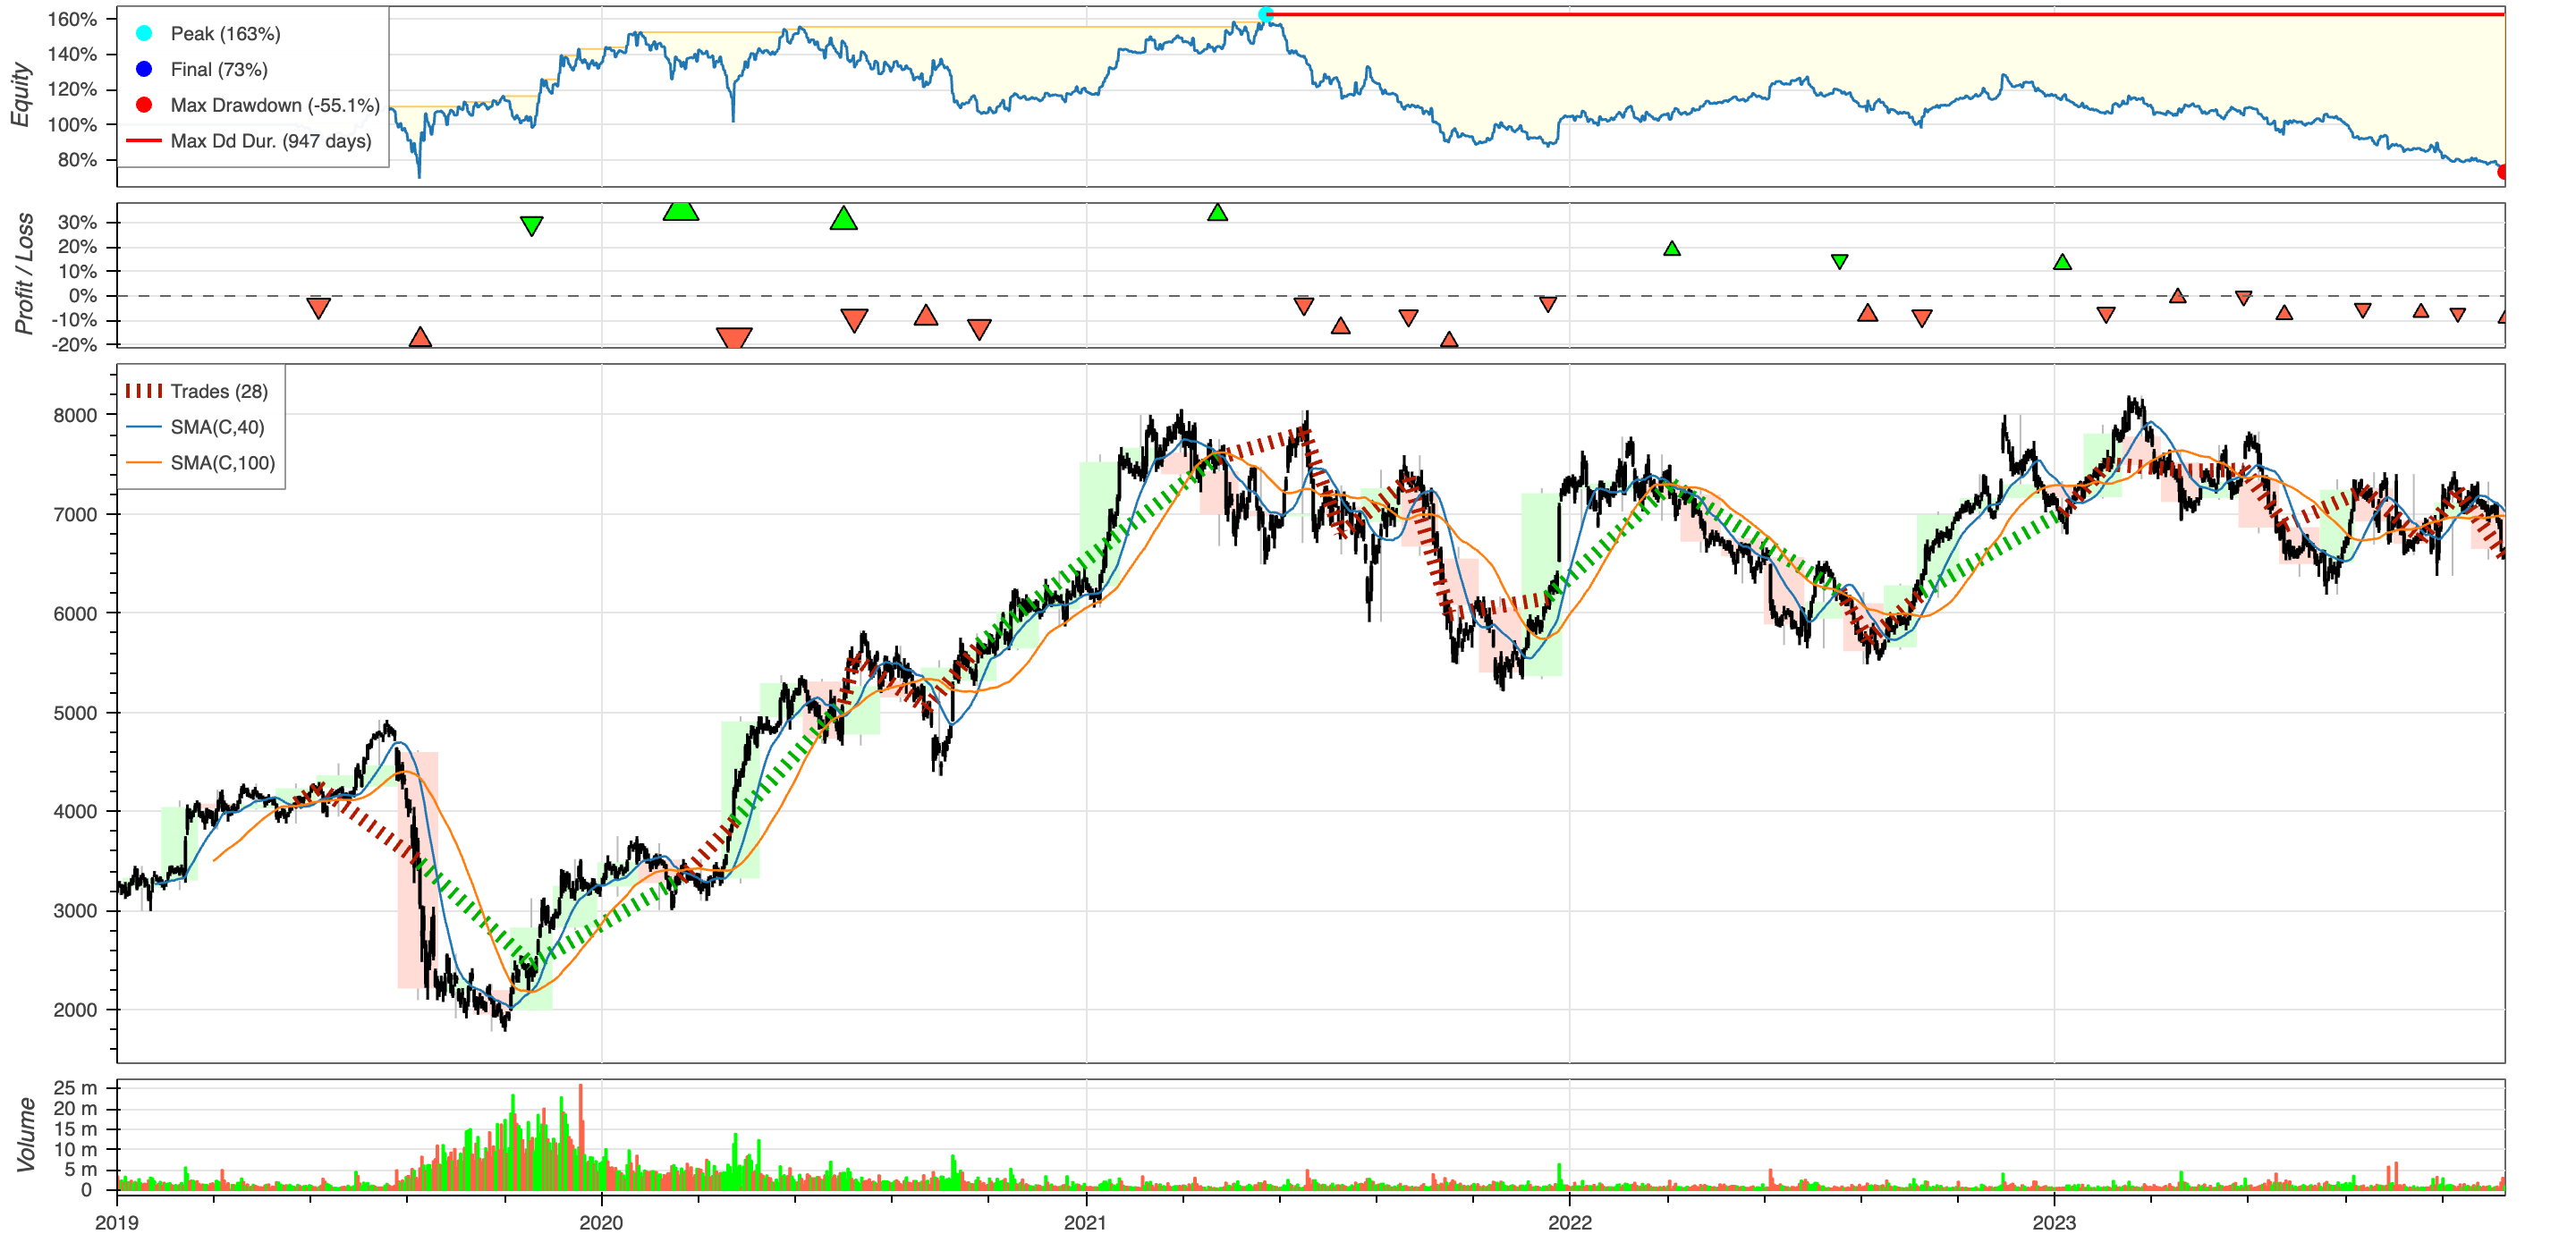 160%
140%
120%
100%
80%
Equity
Peak (163%)
Final (73%)
Max Drawdown (-55.1%)
Max Dd Dur. (947 days)
30%
20%
10%
0%
-10%
-20%
Profit / Loss
Trades (28)
SMA(C,40)
SMA(C,100)
8000
7000
6000
5000
4000
3000
2000
25 m
20 m
15 m
10 m
5 m
0
Volume
2019 2020 2021 2022 2023